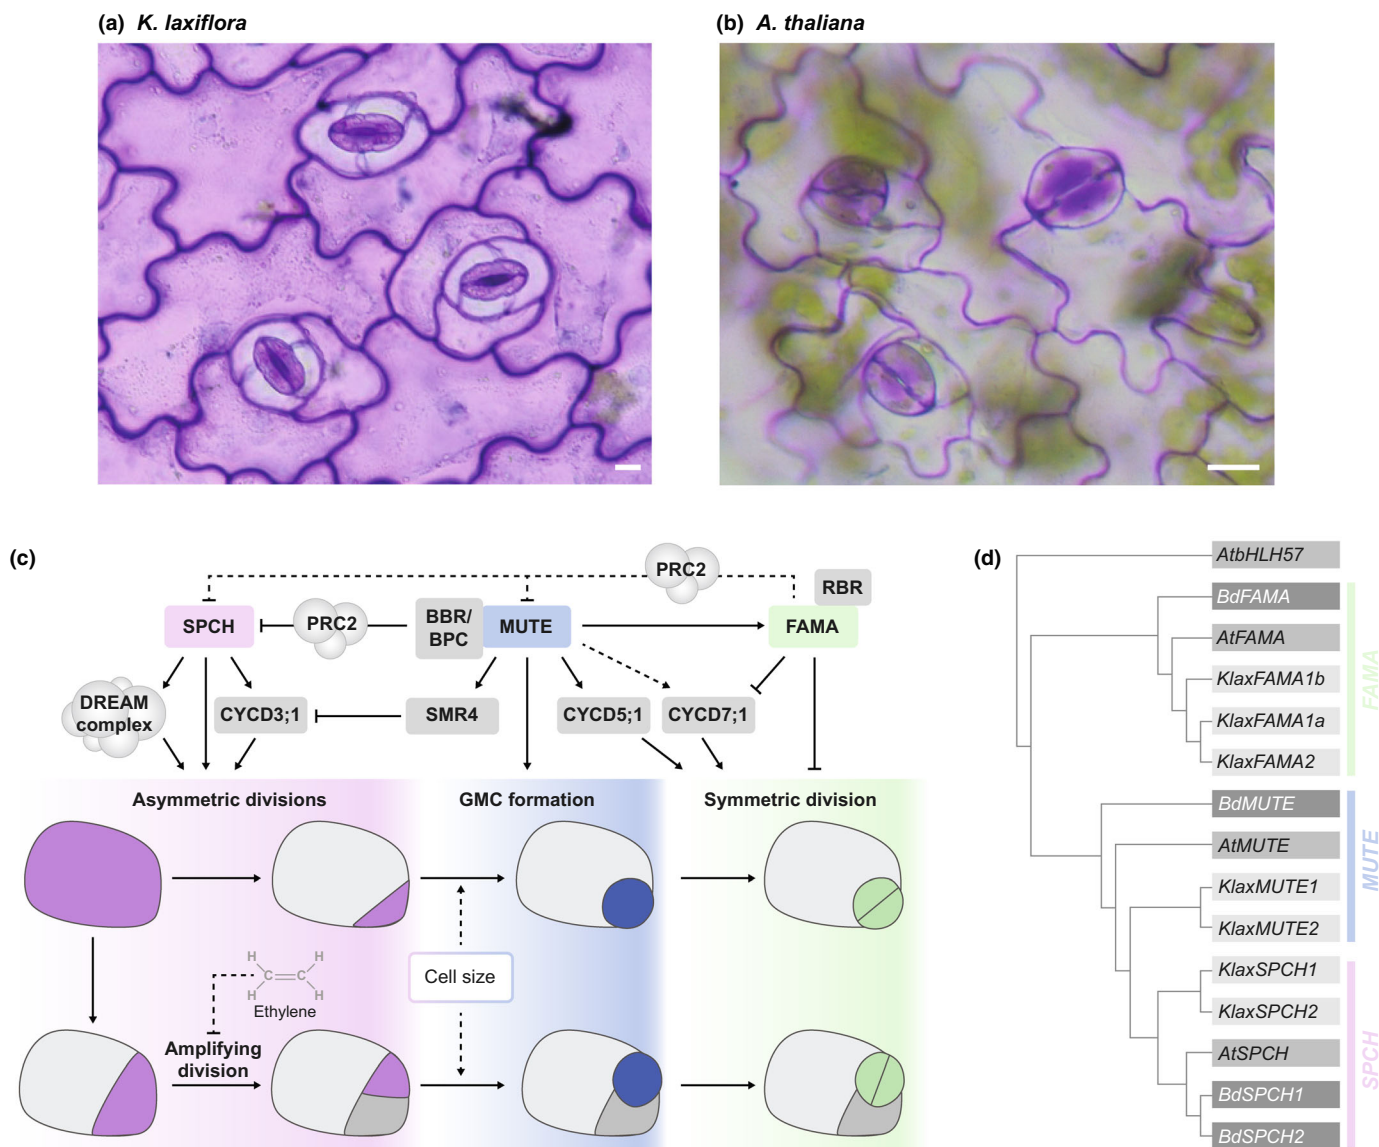 (a) K. laxiflora
(b) A. thaliana
(c)
PRC2
RBR
SPCH
PRC2
BBR/
BPC
MUTE
FAMA
DREAM
complex
CYCD3;1
SMR4
CYCD5;1
CYCD7;1
Asymmetric divisions
GMC formation
Symmetric division
H
H
C
C
H
H
Ethylene
Cell size
Amplifying
division
(d)
AtbHLH57
BdFAMA
AtFAMA
KlaxFAMA1b
KlaxFAMA1a
KlaxFAMA2
FAMA
BdMUTE
AtMUTE
KlaxMUTE1
KlaxMUTE2
MUTE
KlaxSPCH1
KlaxSPCH2
AtSPCH
BdSPCH1
BdSPCH2
SPCH